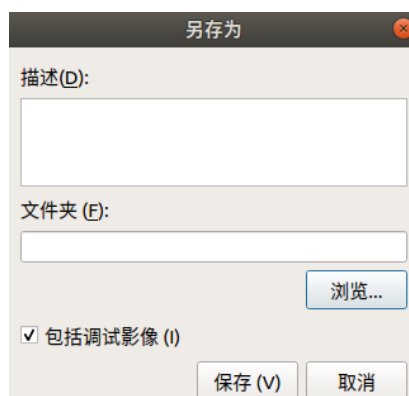 另存为
描述(D):
文件夹 (F):
浏览...
包括调试影像 (I)
保存 (V)
取消